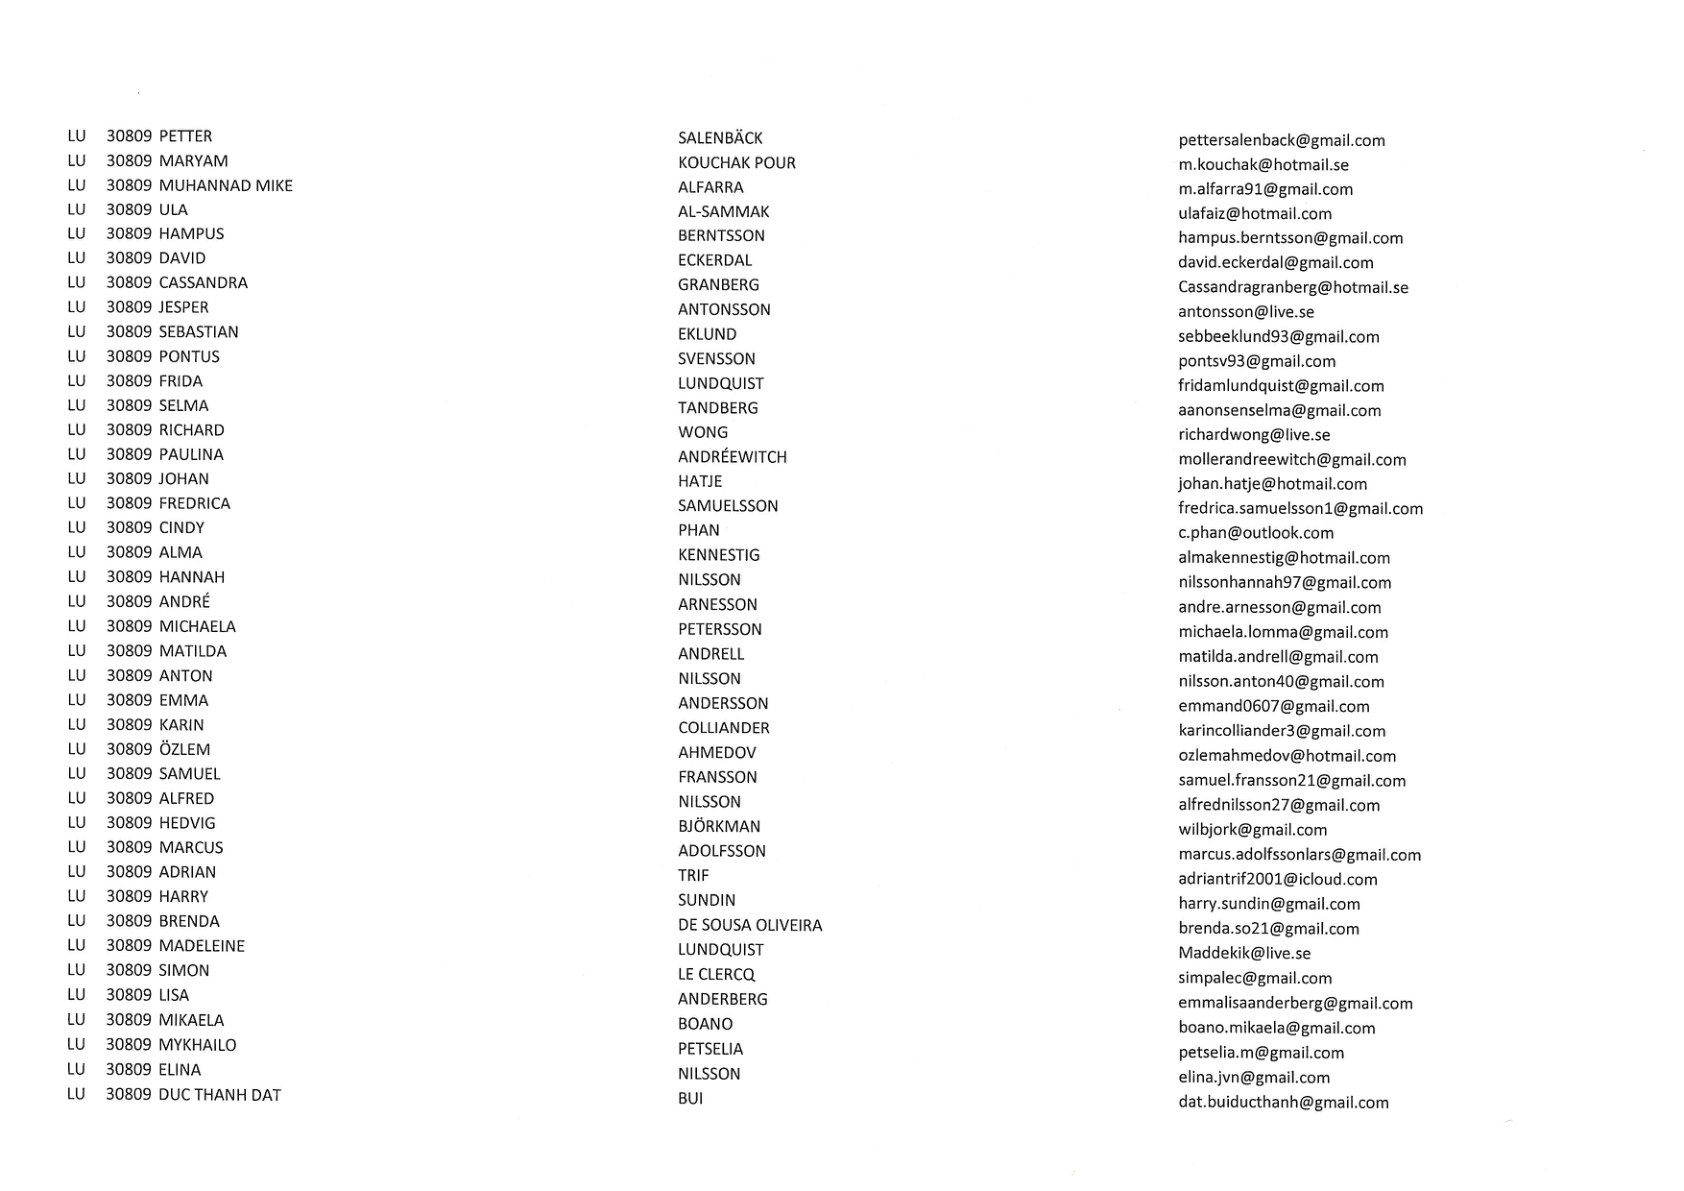 LU 30809 PETTER SALENBÄCK pettersalenback@gmail.com
LU 30809 MARYAM KOUCHAK POUR m.kouchak@hotmail.se
LU 30809 MUHANNAD MIKE ALFARRA m.alfarra91@gmail.com
LU 30809 ULA AL-SAMMAK ulafaiz@hotmail.com
LU 30809 HAMPUS BERNTSSON hampus.berntsson@gmail.com
LU 30809 DAVID ECKERDAL david.eckerdal@gmail.com
LU 30809 CASSANDRA GRANBERG Cassandragranberg@hotmail.se
LU 30809 JESPER ANTONSSON antonsson@live.se
LU 30809 SEBASTIAN EKLUND sebbeeklund93@gmail.com
LU 30809 PONTUS SVENSSON pontsv93@gmail.com
LU 30809 FRIDA LUNDQUIST fridamlundquist@gmail.com
LU 30809 SELMA TANDBERG aanonsenselma@gmail.com
LU 30809 RICHARD WONG richardwong@live.se
LU 30809 PAULINA ANDRÉEWITCH mollerandreewitch@gmail.com
LU 30809 JOHAN HATJE johan.hatje@hotmail.com
LU 30809 FREDRICA SAMUELSSON fredrica.samuelsson1@gmail.com
LU 30809 CINDY PHAN c.phan@outlook.com
LU 30809 ALMA KENNESTIG almakennestig@hotmail.com
LU 30809 HANNAH NILSSON nilssonhannah97@gmail.com
LU 30809 ANDRÉ ARNESSON andre.arnesson@gmail.com
LU 30809 MICHAELA PETERSSON michaela.lomma@gmail.com
LU 30809 MATILDA ANDRELL matilda.andrell@gmail.com
LU 30809 ANTON NILSSON nilsson.anton40@gmail.com
LU 30809 EMMA ANDERSSON emmand0607@gmail.com
LU 30809 KARIN COLLIANDER karincolliander3@gmail.com
LU 30809 ÖZLEM AHMEDOV ozlemahmedov@hotmail.com
LU 30809 SAMUEL FRANSSON samuel.fransson21@gmail.com
LU 30809 ALFRED NILSSON alfrednilsson27@gmail.com
LU 30809 HEDVIG BJÖRKMAN wilbjork@gmail.com
LU 30809 MARCUS ADOLFSSON marcus.adolfssonlars@gmail.com
LU 30809 ADRIAN TRIF adriantrif2001@icloud.com
LU 30809 HARRY SUNDIN harry.sundin@gmail.com
LU 30809 BRENDA DE SOUSA OLIVEIRA brenda.so21@gmail.com
LU 30809 MADELEINE LUNDQUIST Maddekik@live.se
LU 30809 SIMON LE CLERCQ simpalec@gmail.com
LU 30809 LISA ANDERBERG emmalisaanderberg@gmail.com
LU 30809 MIKAELA BOANO boano.mikaela@gmail.com
LU 30809 MYKHAILO PETSELIA petselia.m@gmail.com
LU 30809 ELINA NILSSON elina.jvn@gmail.com
LU 30809 DUC THANH DAT BUI dat.buiducthanh@gmail.com